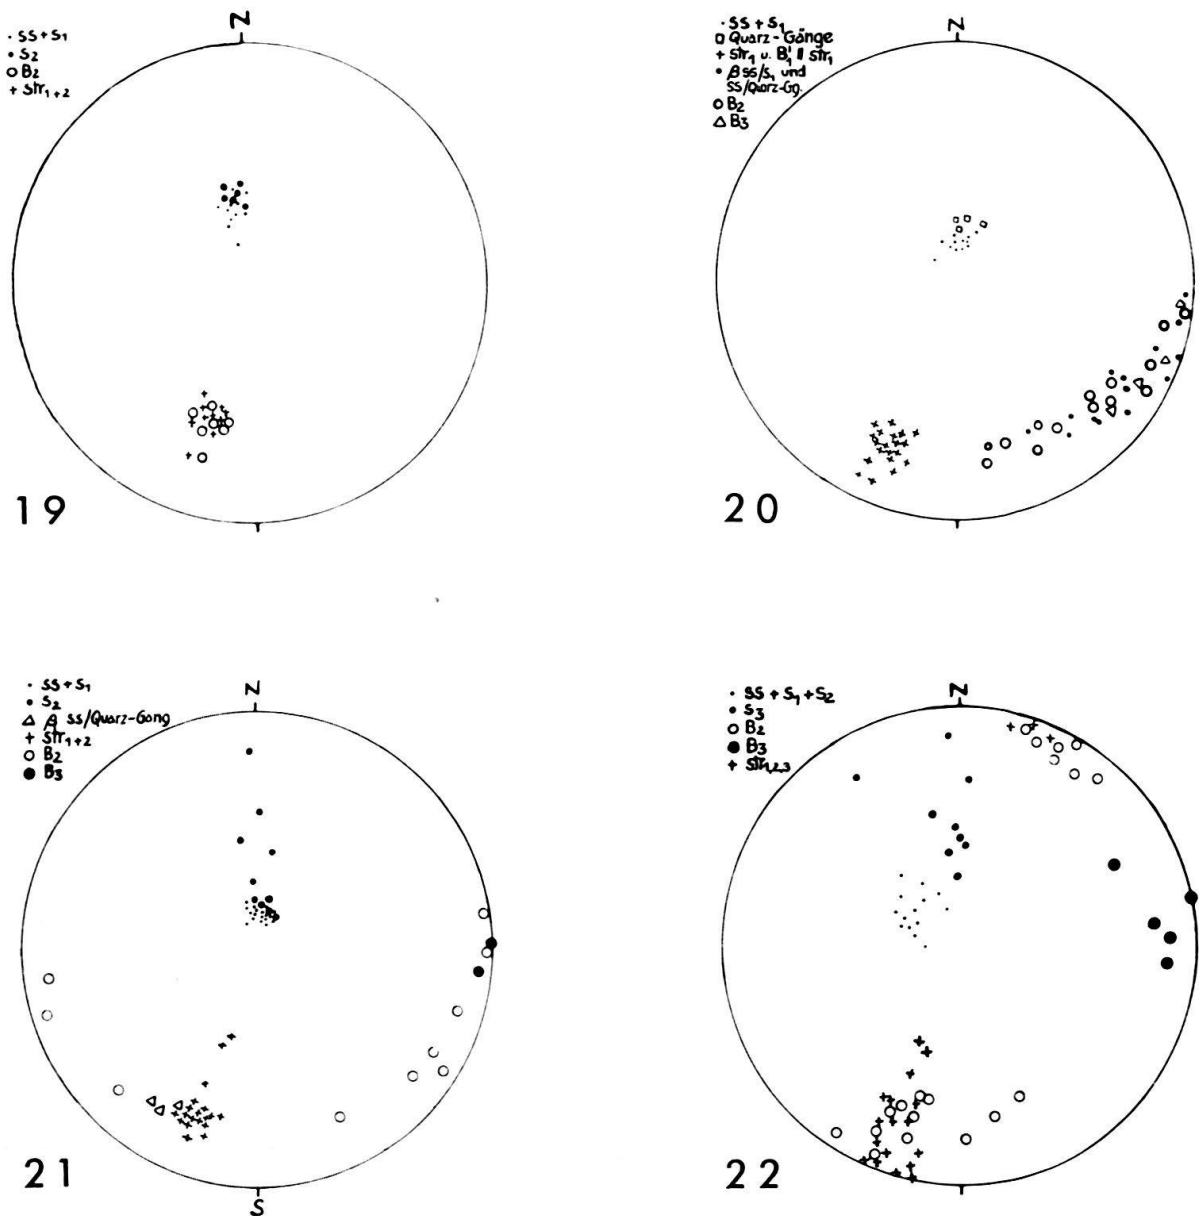 N
· SS + S₁
• S₂
○ B₂
+ Str₁₊₂
19
N
· SS + S₁
□ Quarz-Gänge
+ Str₁ u. B₁' ∥ Str₁
• β SS/S₁ und
SS/Quarz-Gg.
○ B₂
△ B₃
20
N
· SS + S₁
• S₂
△ β SS/Quarz-Gang
+ Str₁₊₂
○ B₂
● B₃
21
S
N
· SS + S₁ + S₂
• S₃
○ B₂
● B₃
+ Str₁,₂,₃
22